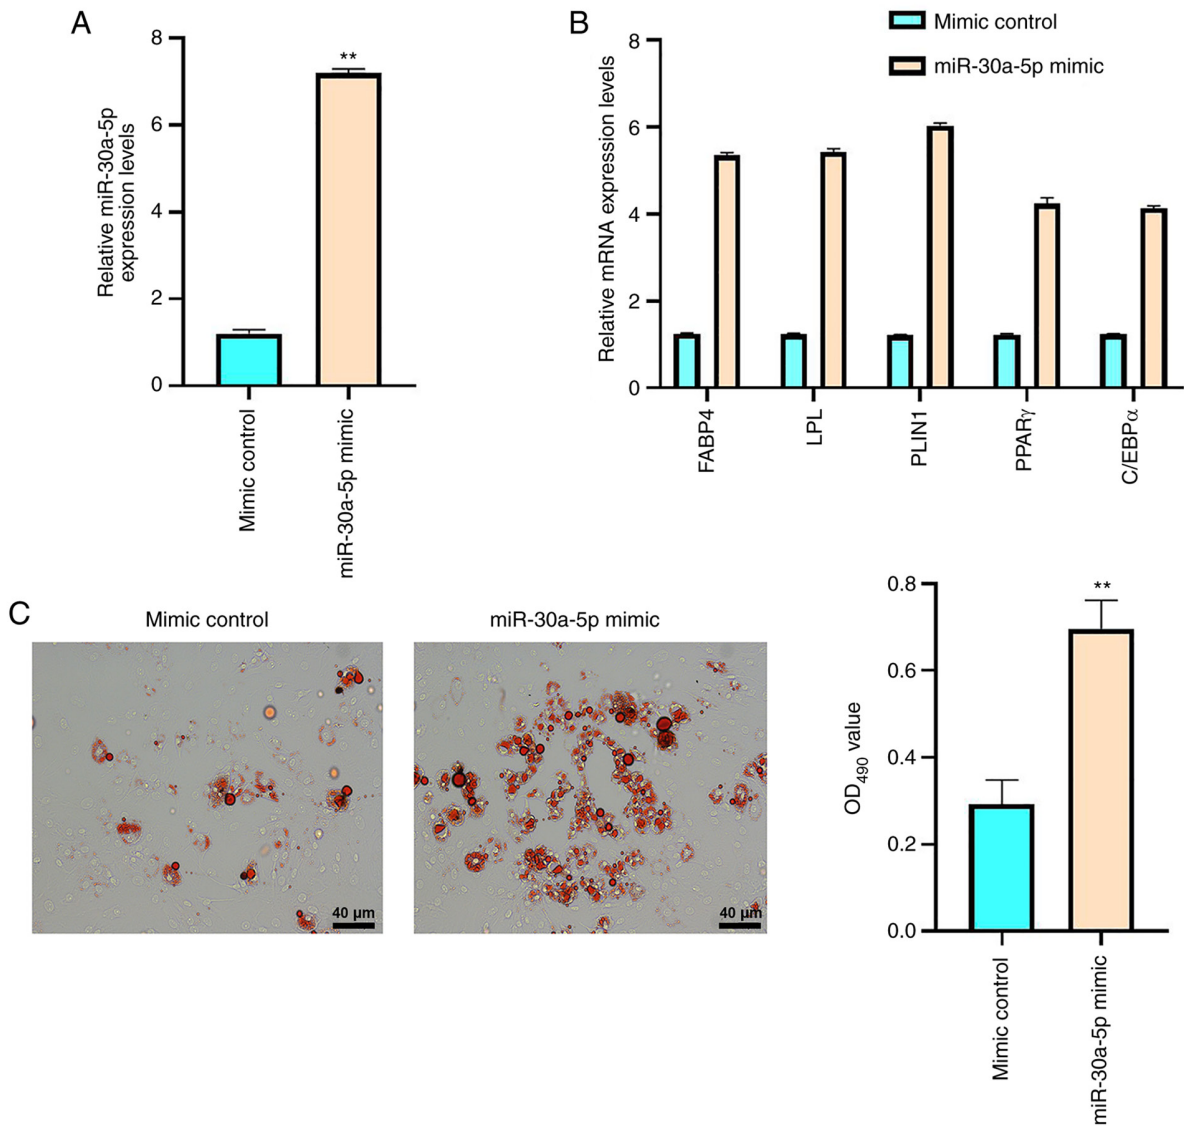 A
8
6
4
2
0
Relative miR-30a-5p
expression levels
**
Mimic control
miR-30a-5p mimic
B
Mimic control
miR-30a-5p mimic
8
6
4
2
0
Relative mRNA expression levels
FABP4
LPL
PLIN1
PPARγ
C/EBPα
C
Mimic control
miR-30a-5p mimic
40 µm
40 µm
0.8
0.6
0.4
0.2
0.0
OD490 value
**
Mimic control
miR-30a-5p mimic